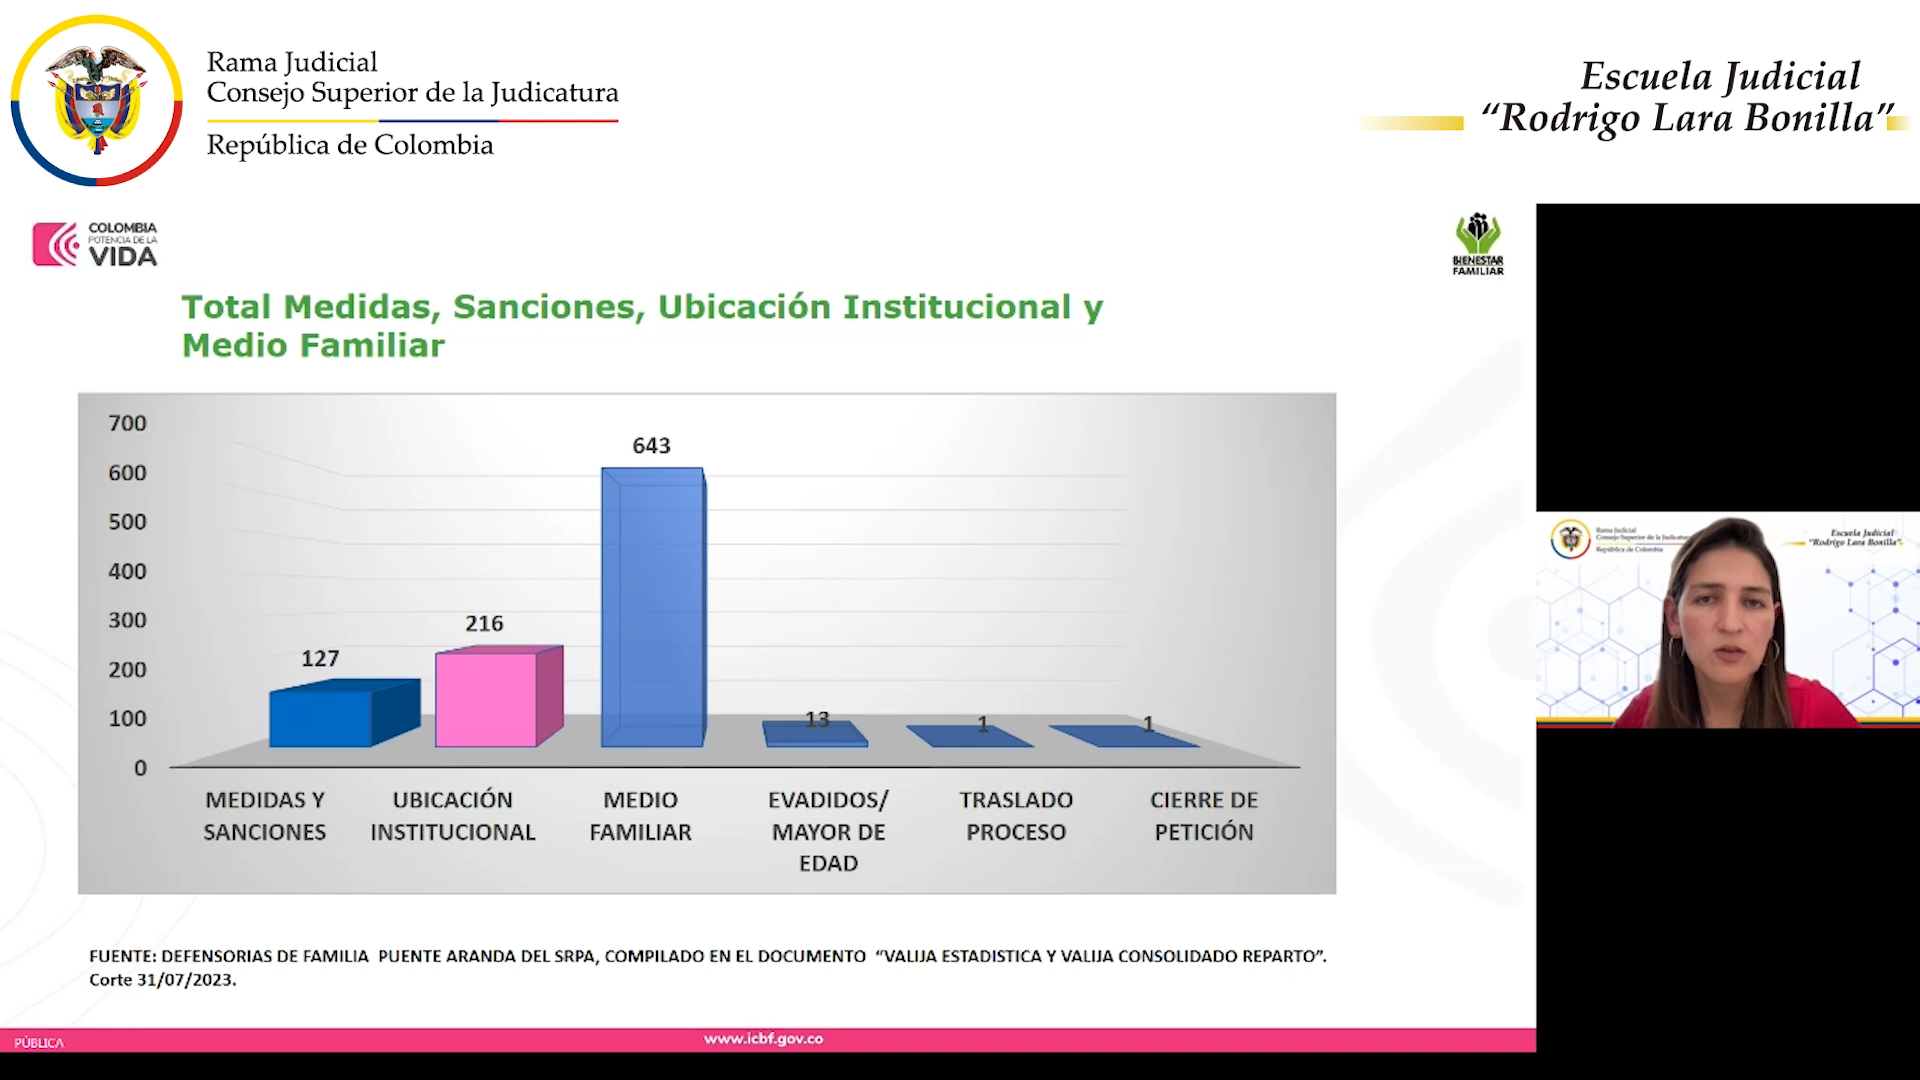 Rama Judicial
Consejo Superior de la Judicatura
República de Colombia
Escuela Judicial
“Rodrigo Lara Bonilla”
COLOMBIA
POTENCIA DE LA
VIDA
BIENESTAR
FAMILIAR
Total Medidas, Sanciones, Ubicación Institucional y
Medio Familiar
700
600
500
400
300
200
100
0
127
216
643
13
1
1
MEDIDAS Y
SANCIONES
UBICACIÓN
INSTITUCIONAL
MEDIO
FAMILIAR
EVADIDOS/
MAYOR DE
EDAD
TRASLADO
PROCESO
CIERRE DE
PETICIÓN
FUENTE: DEFENSORIAS DE FAMILIA PUENTE ARANDA DEL SRPA, COMPILADO EN EL DOCUMENTO “VALIJA ESTADISTICA Y VALIJA CONSOLIDADO REPARTO”.
Corte 31/07/2023.
PÚBLICA
www.icbf.gov.co
Rama Judicial
Consejo Superior de la Judicatura
República de Colombia
Escuela Judicial
“Rodrigo Lara Bonilla”